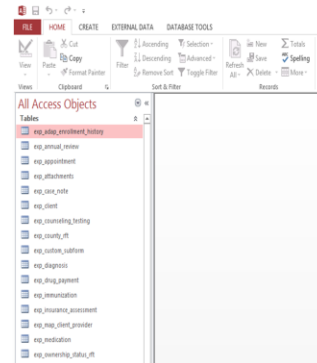 FILE HOME CREATE EXTERNAL DATA DATABASE TOOLS
View Paste Cut Copy Format Painter
Filter Ascending Descending Remove Sort Selection Advanced Toggle Filter
Refresh All New Save Delete Totals Spelling More
Views Clipboard Sort & Filter Records
All Access Objects
Tables
exp_adap_enrollment_history
exp_annual_review
exp_appointment
exp_attachments
exp_case_note
exp_client
exp_counseling_testing
exp_county_rft
exp_custom_subform
exp_diagnosis
exp_drug_payment
exp_immunization
exp_insurance_assessment
exp_map_client_provider
exp_medication
exp_ownership_status_rft